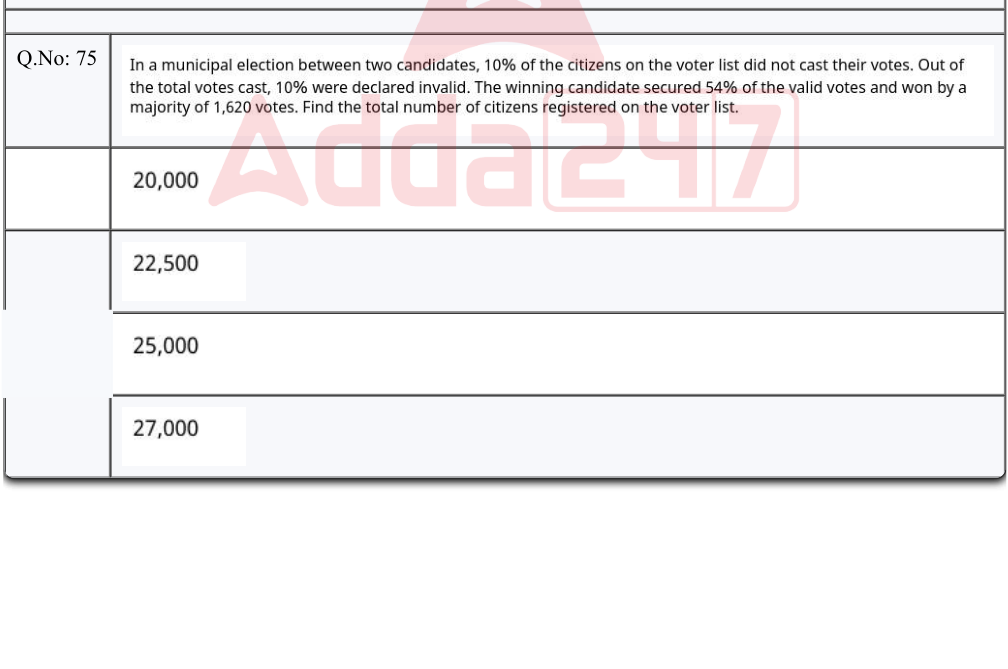 Q.No: 75
In a municipal election between two candidates, 10% of the citizens on the voter list did not cast their votes. Out of
the total votes cast, 10% were declared invalid. The winning candidate secured 54% of the valid votes and won by a
majority of 1,620 votes. Find the total number of citizens registered on the voter list.
Adda247
20,000
22,500
25,000
27,000